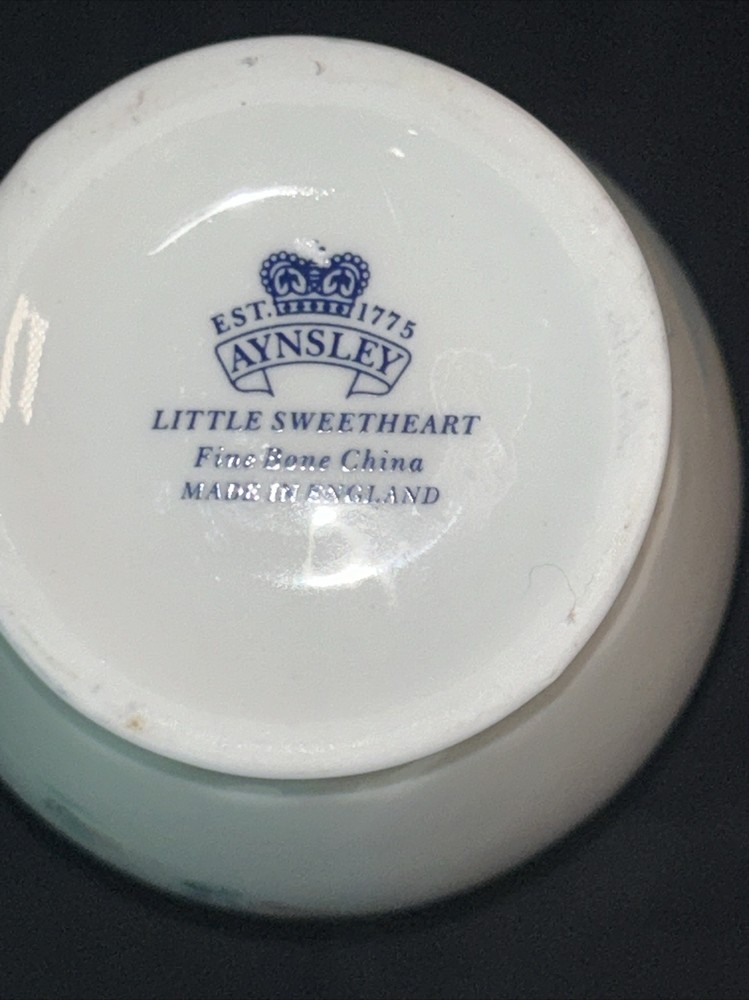 EST. 1775
AYNSLEY
LITTLE SWEETHEART
Fine Bone China
MADE IN ENGLAND